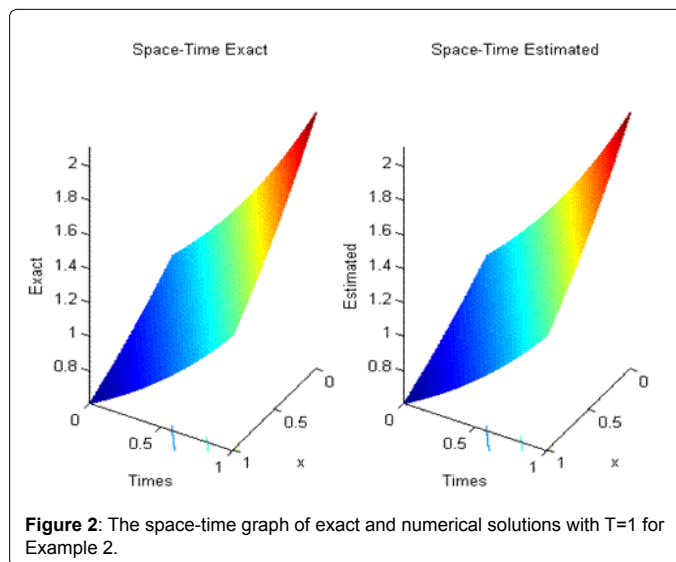 Space-Time Exact
Space-Time Estimated
2
1.8
1.6
1.4
1.2
1
0.8
Exact
0
0.5
1
Times
0
0.5
1
x
2
1.8
1.6
1.4
1.2
1
0.8
Estimated
0
0.5
1
Times
0
0.5
1
x
Figure 2: The space-time graph of exact and numerical solutions with T=1 for
Example 2.